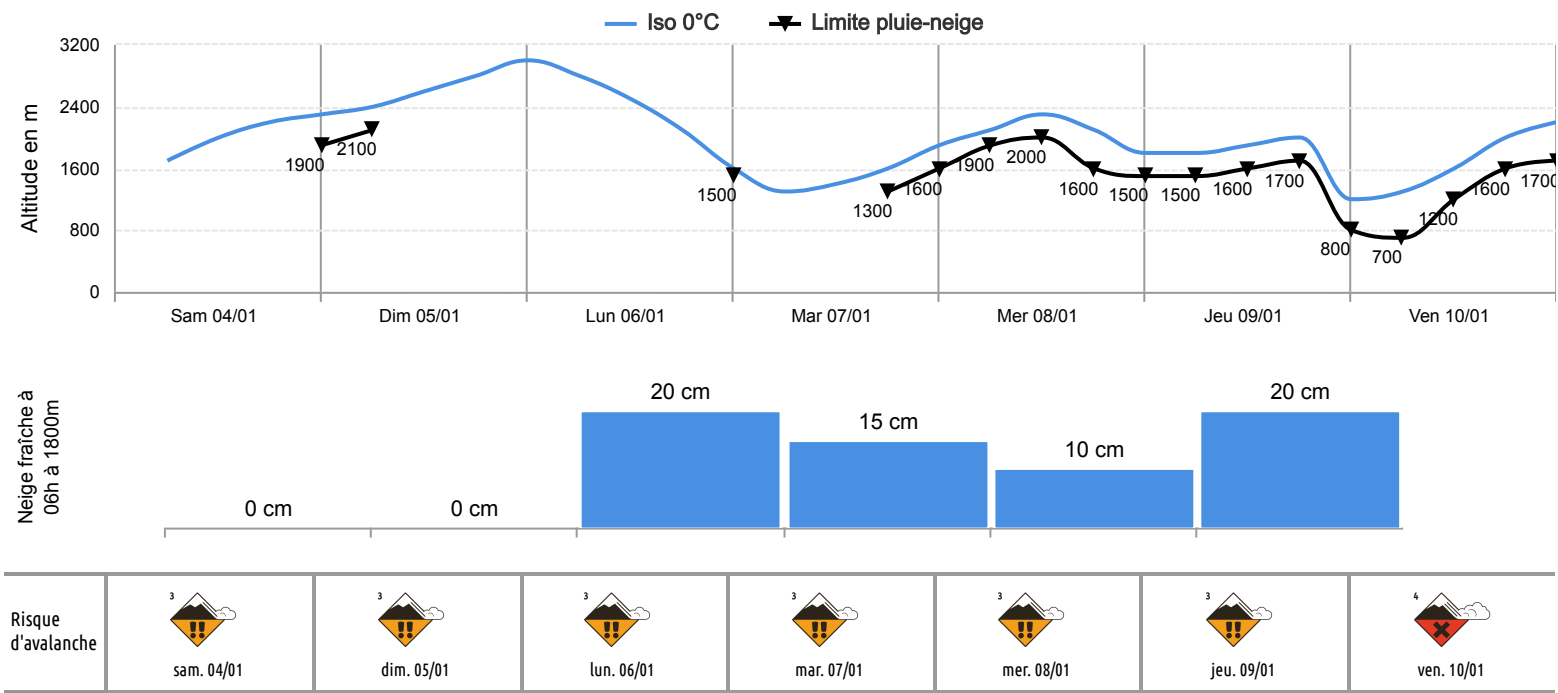 Iso 0°C Limite pluie-neige
Altitude en m
3200
2400
1600
800
0
1900
2100
1500
1300
1600
1900
2000
1600
1500
1500
1600
1700
800
700
1200
1600
1700
Sam 04/01 Dim 05/01 Lun 06/01 Mar 07/01 Mer 08/01 Jeu 09/01 Ven 10/01
Neige fraîche à
06h à 1800m
0 cm 0 cm 20 cm 15 cm 10 cm 20 cm
Risque
d'avalanche
3 3 3 3 3 3 4
sam. 04/01 dim. 05/01 lun. 06/01 mar. 07/01 mer. 08/01 jeu. 09/01 ven. 10/01